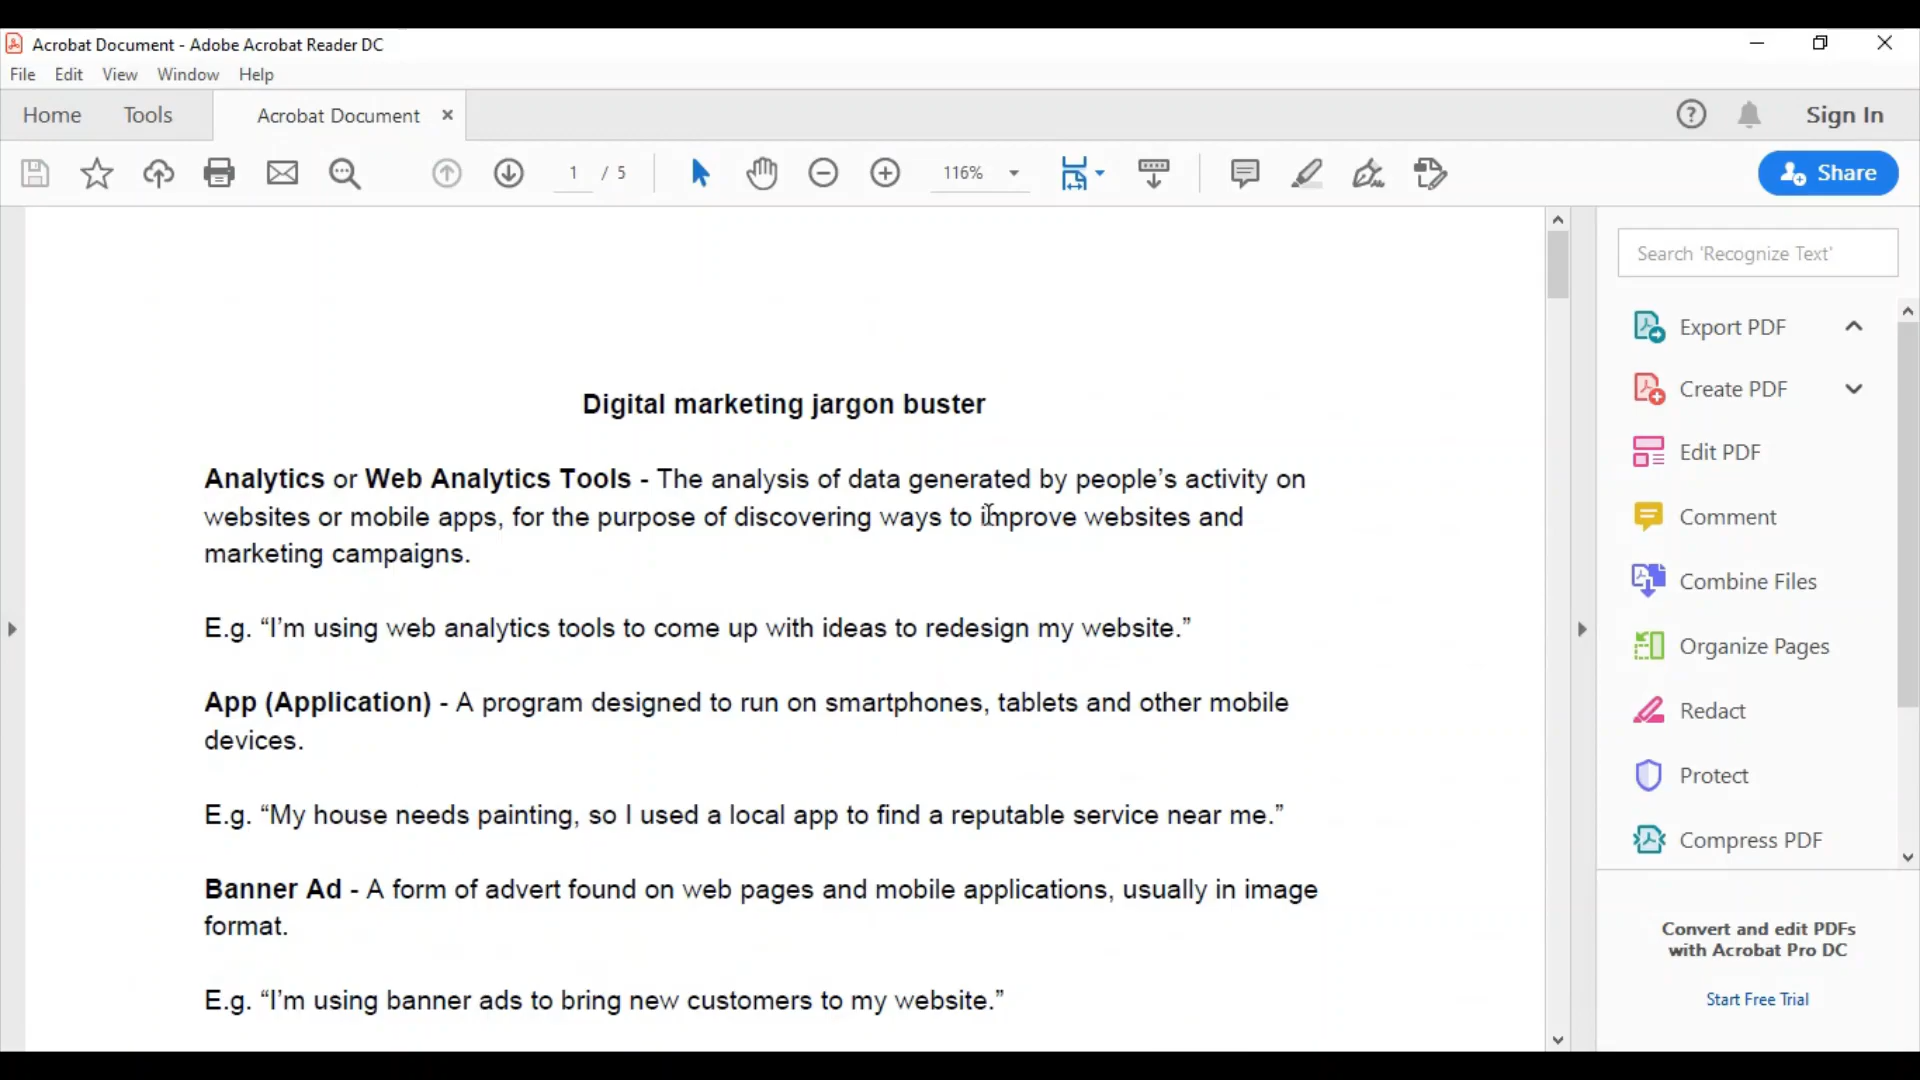 Acrobat Document - Adobe Acrobat Reader DC
File Edit View Window Help
Home Tools Acrobat Document Sign In
1 / 5 116% Share
Search 'Recognize Text'
Export PDF
Create PDF
Edit PDF
Comment
Combine Files
Organize Pages
Redact
Protect
Compress PDF
Convert and edit PDFs
with Acrobat Pro DC
Start Free Trial
Digital marketing jargon buster
Analytics or Web Analytics Tools - The analysis of data generated by people’s activity on
websites or mobile apps, for the purpose of discovering ways to improve websites and
marketing campaigns.
E.g. “I’m using web analytics tools to come up with ideas to redesign my website.”
App (Application) - A program designed to run on smartphones, tablets and other mobile
devices.
E.g. “My house needs painting, so I used a local app to find a reputable service near me.”
Banner Ad - A form of advert found on web pages and mobile applications, usually in image
format.
E.g. “I’m using banner ads to bring new customers to my website.”